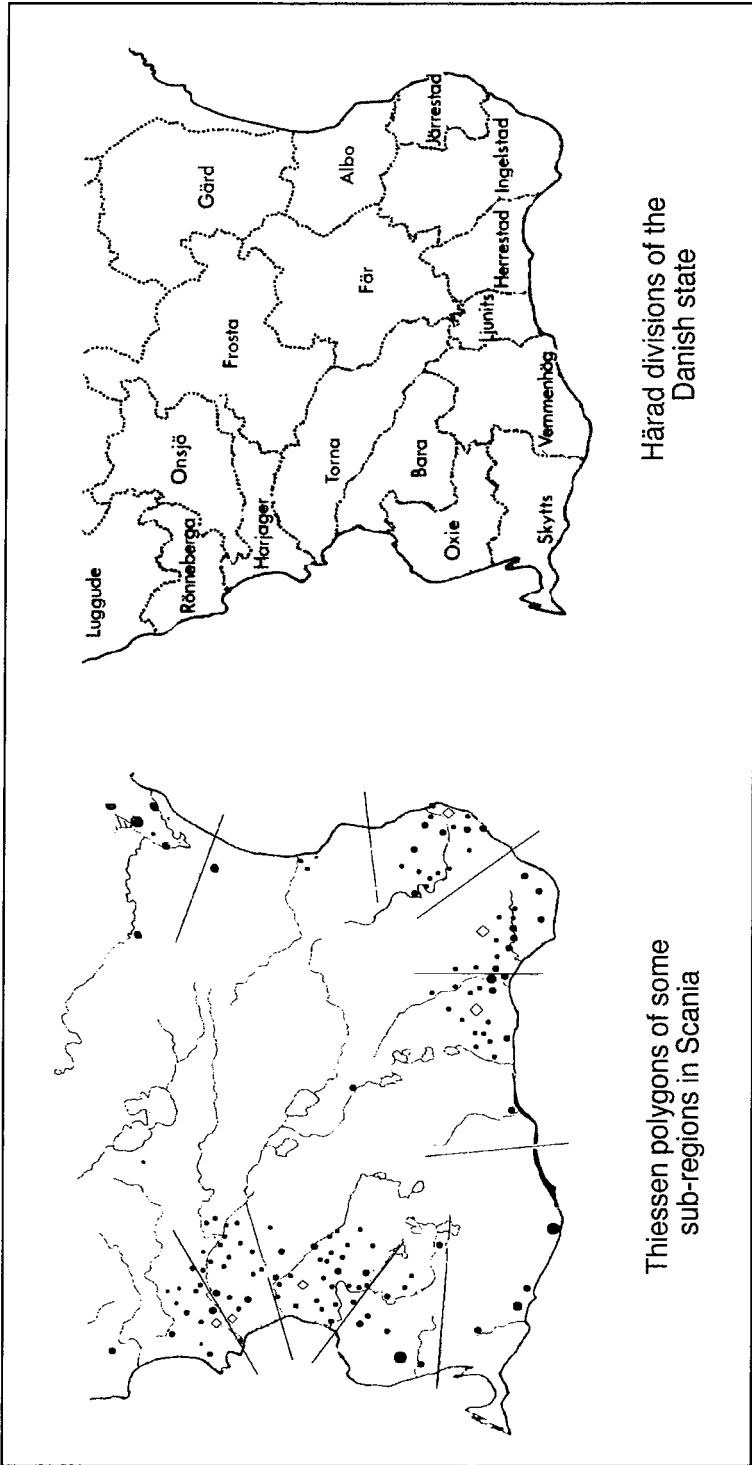 Thiessen polygons of some
sub-regions in Scania
Luggude
Rönneberga
Onsjö
Harjager
Frosta
Gärd
Torna
Fär
Albo
Bara
Oxie
Skytts
Vemmenhög
Ljunits
Herrestad
Ingelstad
Järrestad
Härad divisions of the
Danish state